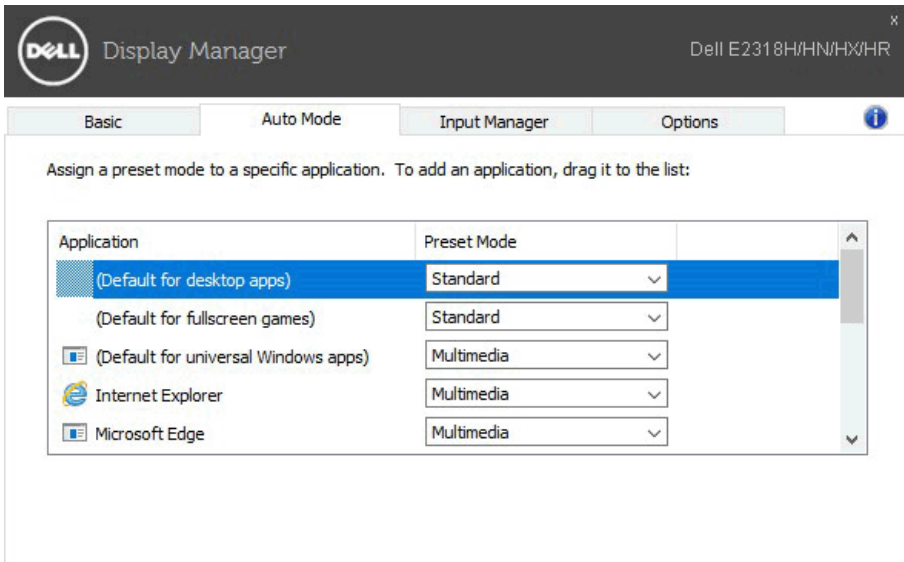 x
DELL Display Manager
Dell E2318H/HN/HX/HR
Basic Auto Mode Input Manager Options i
Assign a preset mode to a specific application. To add an application, drag it to the list:
Application Preset Mode
(Default for desktop apps) Standard
(Default for fullscreen games) Standard
(Default for universal Windows apps) Multimedia
Internet Explorer Multimedia
Microsoft Edge Multimedia